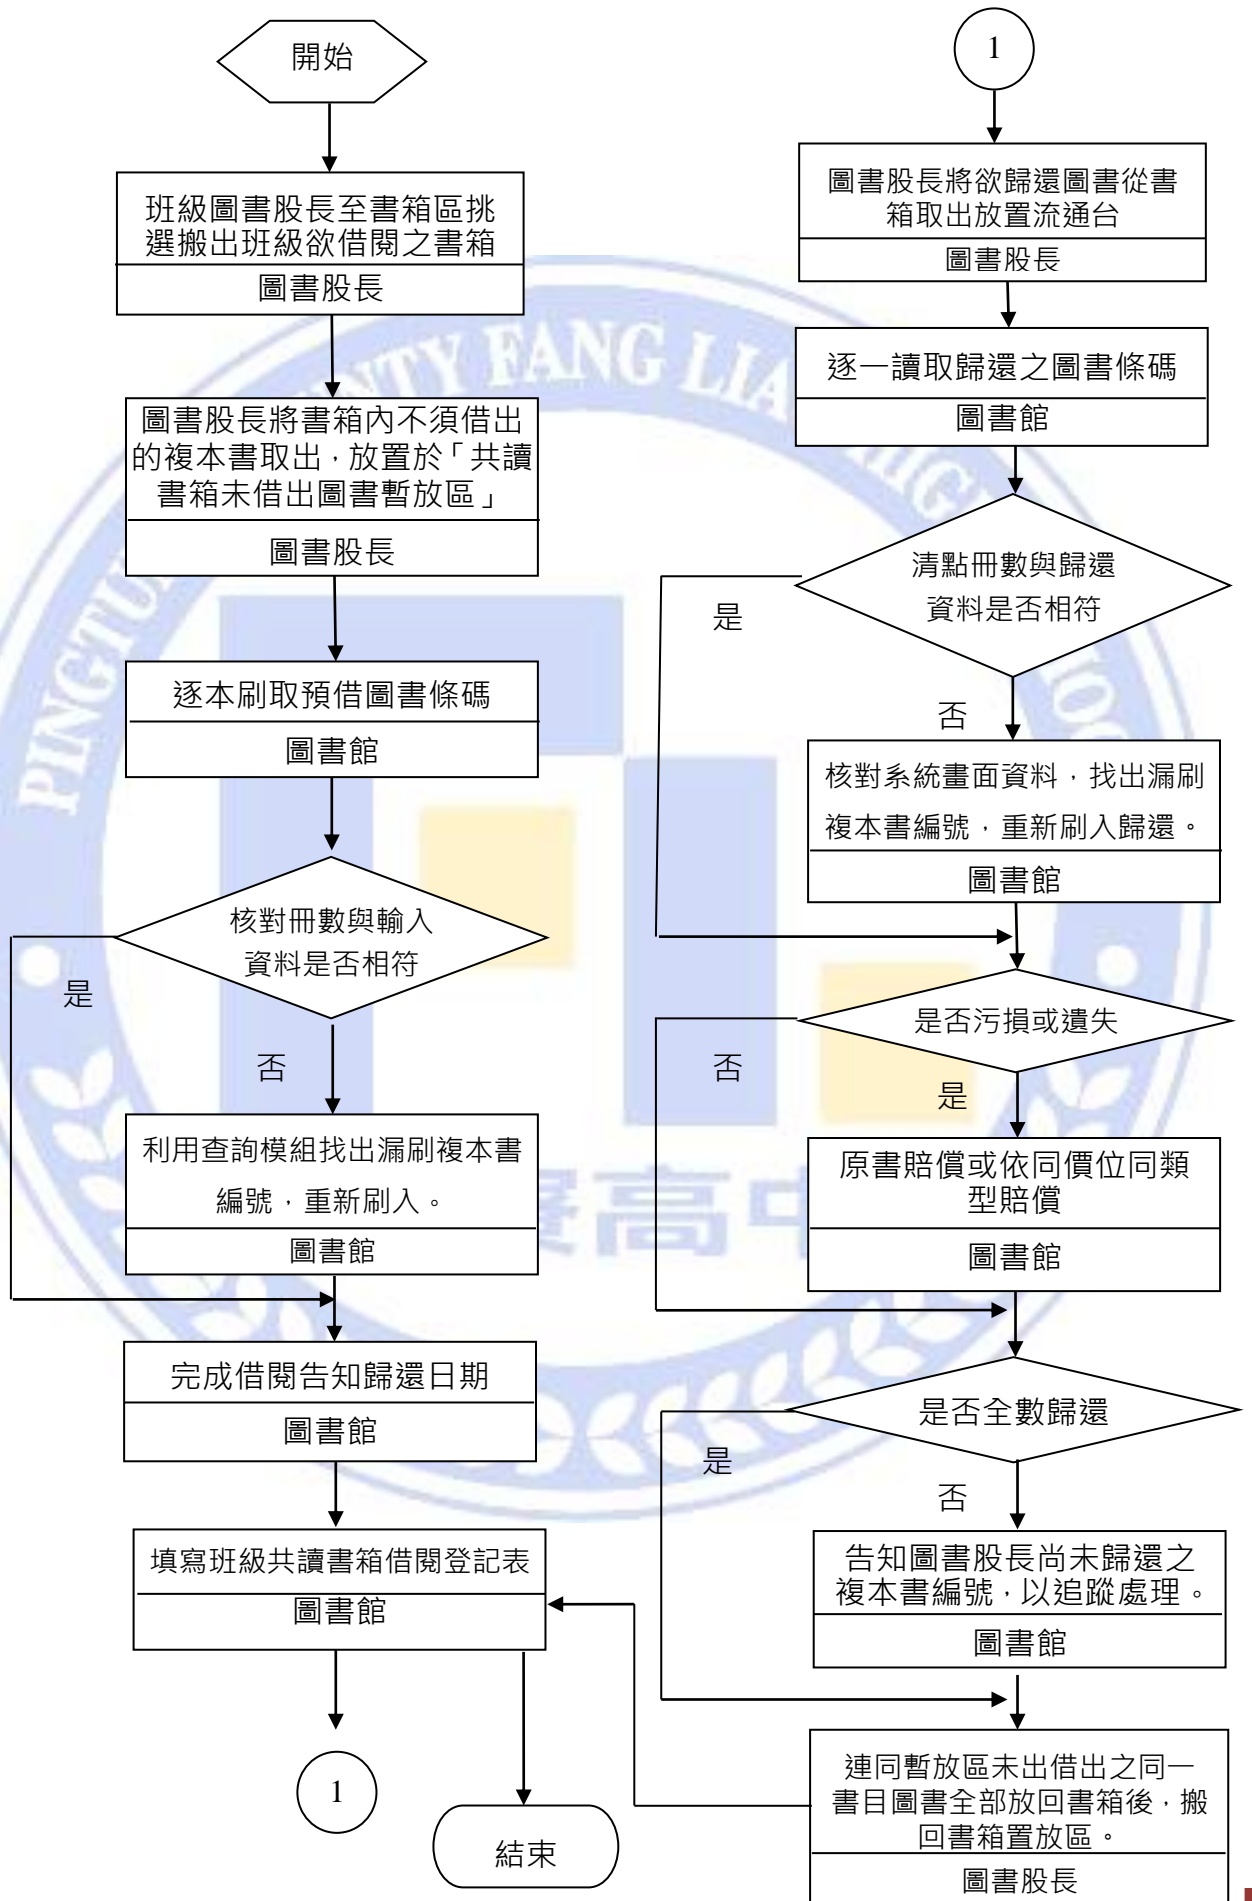 開始
班級圖書股長至書箱區挑
選搬出班級欲借閱之書箱
圖書股長
圖書股長將書箱內不須借出
的複本書取出，放置於「共讀
書箱未借出圖書暫放區」
圖書股長
逐本刷取預借圖書條碼
圖書館
核對冊數與輸入
資料是否相符
是
否
利用查詢模組找出漏刷複本書
編號，重新刷入。
圖書館
完成借閱告知歸還日期
圖書館
填寫班級共讀書箱借閱登記表
圖書館
1
結束
1
圖書股長將欲歸還圖書從書
箱取出放置流通台
圖書股長
逐一讀取歸還之圖書條碼
圖書館
清點冊數與歸還
資料是否相符
是
否
核對系統畫面資料，找出漏刷
複本書編號，重新刷入歸還。
圖書館
是否污損或遺失
否
是
原書賠償或依同價位同類
型賠償
圖書館
是否全數歸還
是
否
告知圖書股長尚未歸還之
複本書編號，以追蹤處理。
圖書館
連同暫放區未出借出之同一
書目圖書全部放回書箱後，搬
回書箱置放區。
圖書股長
FANG
高中